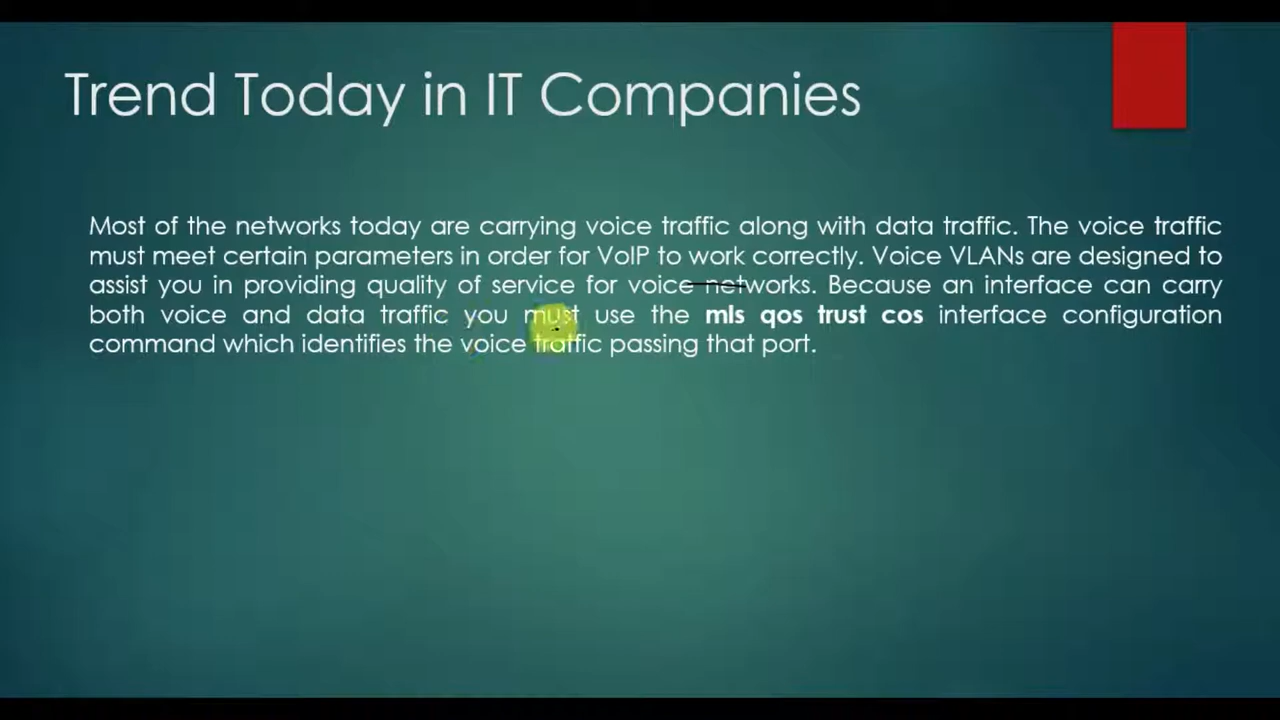 Trend Today in IT Companies
Most of the networks today are carrying voice traffic along with data traffic. The voice traffic
must meet certain parameters in order for VoIP to work correctly. Voice VLANs are designed to
assist you in providing quality of service for voice networks. Because an interface can carry
both voice and data traffic you must use the mls qos trust cos interface configuration
command which identifies the voice traffic passing that port.